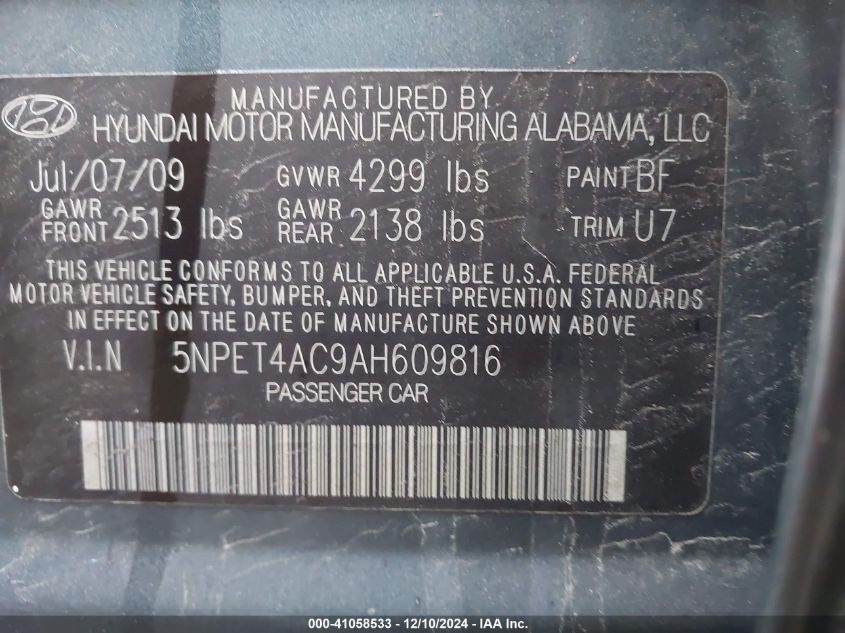 MANUFACTURED BY
HYUNDAI MOTOR MANUFACTURING ALABAMA, LLC
Jul/07/09 GVWR 4299 lbs PAINT BF
GAWR FRONT 2513 lbs GAWR REAR 2138 lbs TRIM U7
THIS VEHICLE CONFORMS TO ALL APPLICABLE U.S.A. FEDERAL
MOTOR VEHICLE SAFETY, BUMPER, AND THEFT PREVENTION STANDARDS
IN EFFECT ON THE DATE OF MANUFACTURE SHOWN ABOVE
V.I.N 5NPET4AC9AH609816
PASSENGER CAR
000-41058533 - 12/10/2024 - IAA Inc.